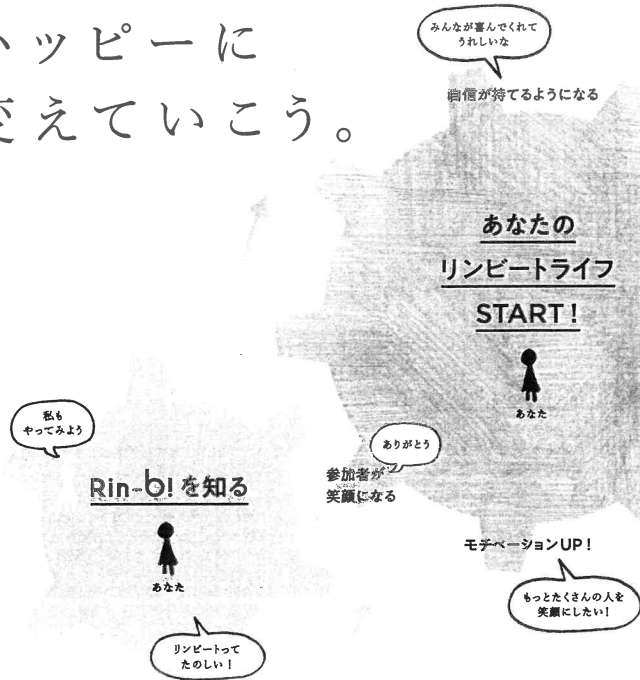 ハッピーに
変えていこう。
みんなが喜んでくれて
うれしいな
自信が持てるようになる
あなたの
リンビートライフ
START！
あなた
私も
やってみよう
ありがとう
参加者が
笑顔になる
Rin-b!を知る
あなた
モチベーションUP！
もっとたくさんの人を
笑顔にしたい！
リンビートって
たのしい！